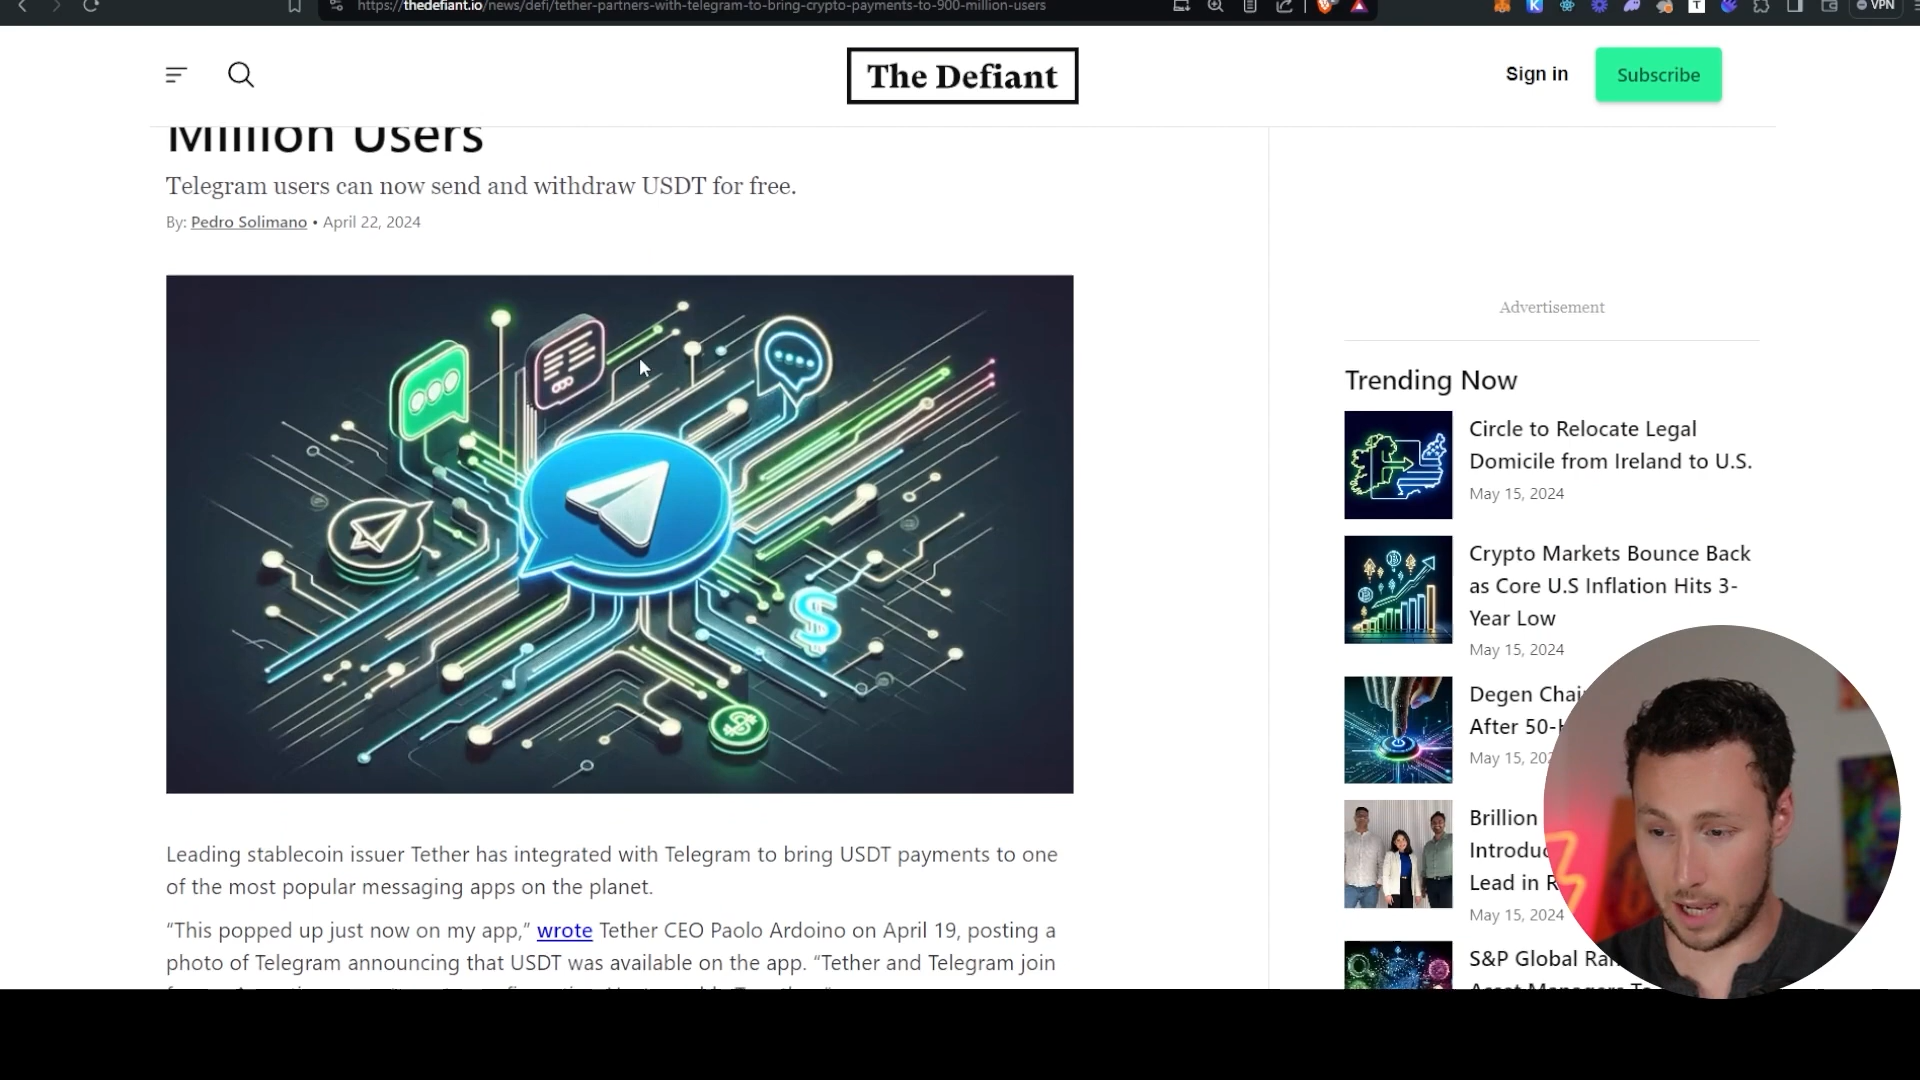 https://thedefiant.io/news/defi/tether-partners-with-telegram-to-bring-crypto-payments-to-900-million-users
VPN
The Defiant
Sign in
Subscribe
Million Users
Telegram users can now send and withdraw USDT for free.
By: Pedro Solimano • April 22, 2024
Leading stablecoin issuer Tether has integrated with Telegram to bring USDT payments to one
of the most popular messaging apps on the planet.
“This popped up just now on my app,” wrote Tether CEO Paolo Ardoino on April 19, posting a
photo of Telegram announcing that USDT was available on the app. “Tether and Telegram join
Advertisement
Trending Now
Circle to Relocate Legal
Domicile from Ireland to U.S.
May 15, 2024
Crypto Markets Bounce Back
as Core U.S Inflation Hits 3-
Year Low
May 15, 2024
Degen
After 50-
May 15,
Brillion
Lead in
May 15, 2024
S&P Global